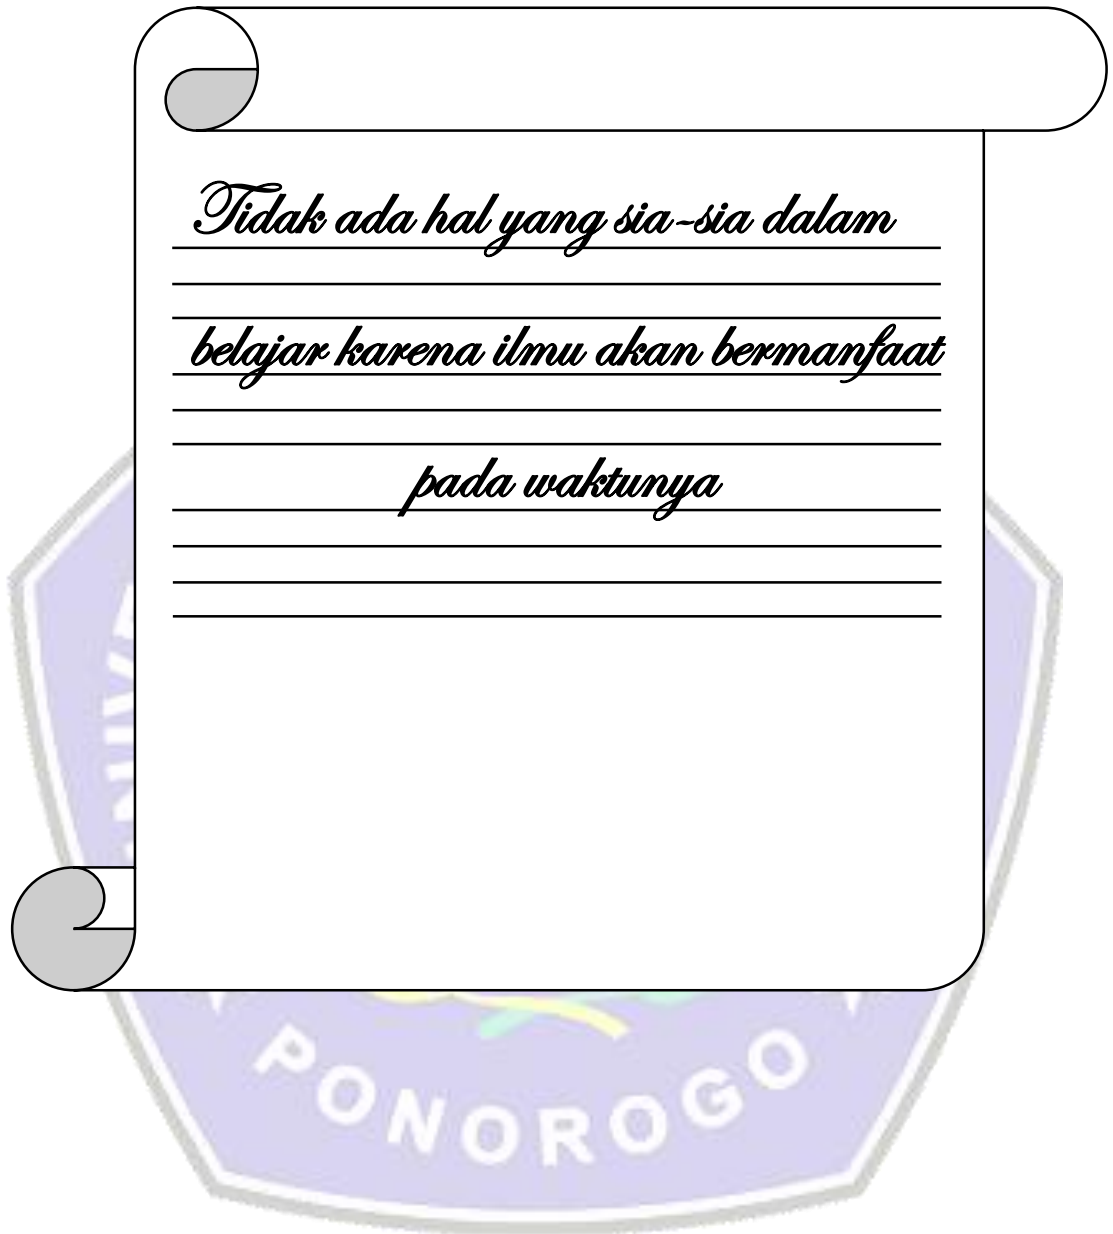 Tidak ada hal yang sia-sia dalam
belajar karena ilmu akan bermanfaat
pada waktunya
PONOROGO